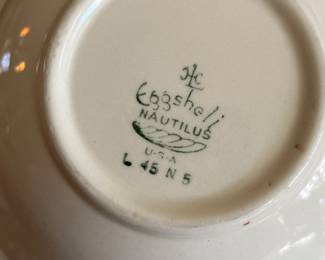 HLC
Eggshell
NAUTILUS
U.S.A
L 45 N 5